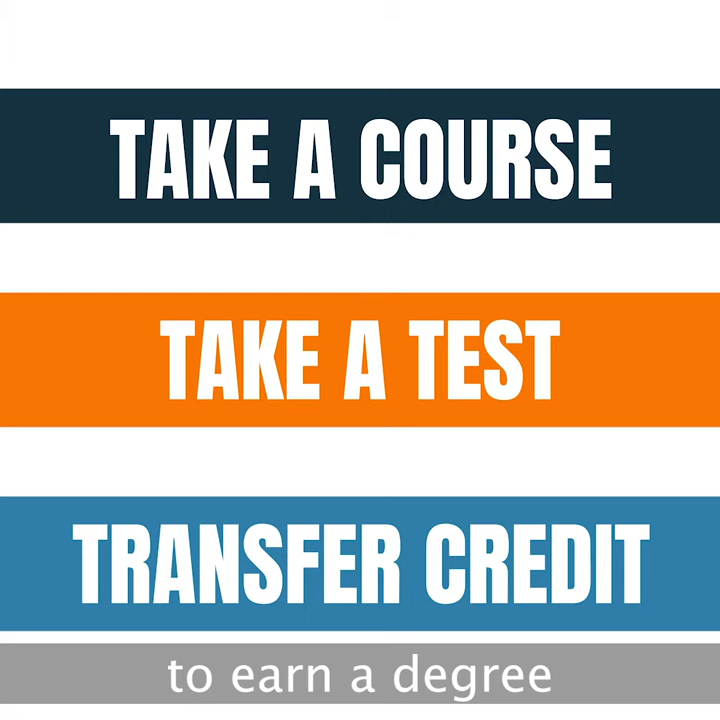 TAKE A COURSE
TAKE A TEST
TRANSFER CREDIT
to earn a degree